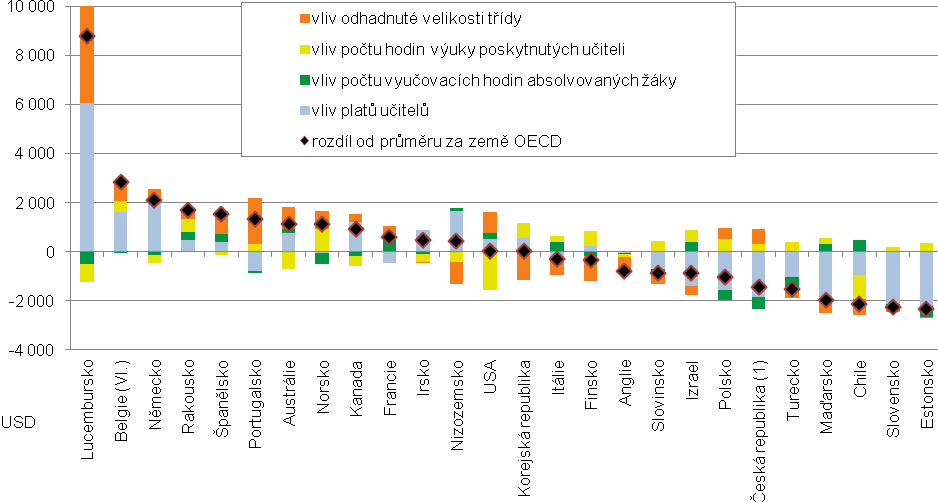 10 000
8 000
6 000
4 000
2 000
0
-2 000
-4 000
USD
vliv odhadnuté velikosti třídy
vliv počtu hodin výuky poskytnutých učiteli
vliv počtu vyučovacích hodin absolvovaných žáky
vliv platů učitelů
rozdíl od průměru za země OECD
Lucembursko
Belgie (Vl.)
Německo
Rakousko
Španělsko
Portugalsko
Austrálie
Norsko
Kanada
Francie
Irsko
Nizozemsko
USA
Korejská republika
Itálie
Finsko
Anglie
Slovinsko
Izrael
Polsko
Česká republika (1)
Turecko
Maďarsko
Chile
Slovensko
Estonsko